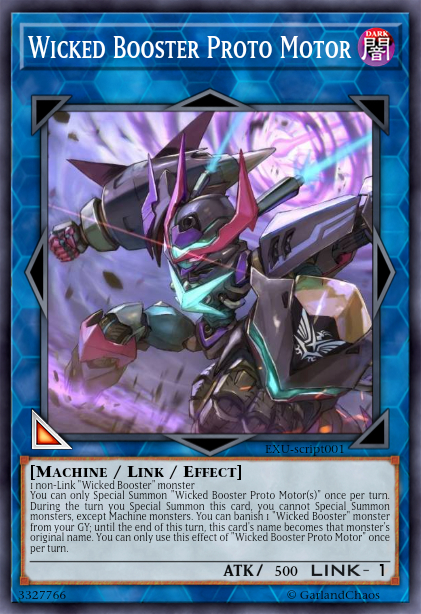 Wicked Booster Proto Motor
DARK
闇
EXU-script001
[Machine / Link / Effect]
1 non-Link "Wicked Booster" monster
You can only Special Summon "Wicked Booster Proto Motor(s)" once per turn.
During the turn you Special Summon this card, you cannot Special Summon
monsters, except Machine monsters. You can banish 1 "Wicked Booster" monster
from your GY; until the end of this turn, this card's name becomes that monster's
original name. You can only use this effect of "Wicked Booster Proto Motor" once
per turn.
ATK/ 500 LINK- 1
3327766 © GarlandChaos